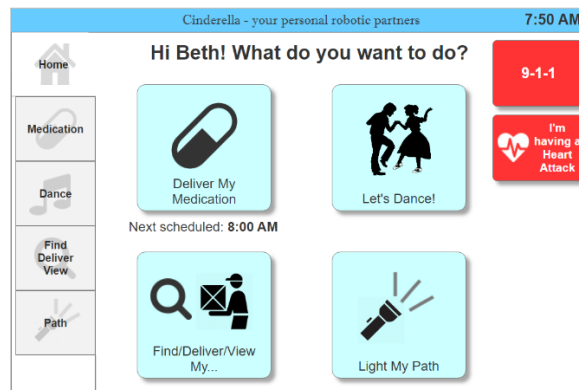 Cinderella - your personal robotic partners
7:50 AM
Home
Hi Beth! What do you want to do?
9-1-1
Medication
Deliver My
Medication
Let's Dance!
I'm
having a
Heart
Attack
Dance
Next scheduled: 8:00 AM
Find
Deliver
View
Find/Deliver/View
My...
Light My Path
Path